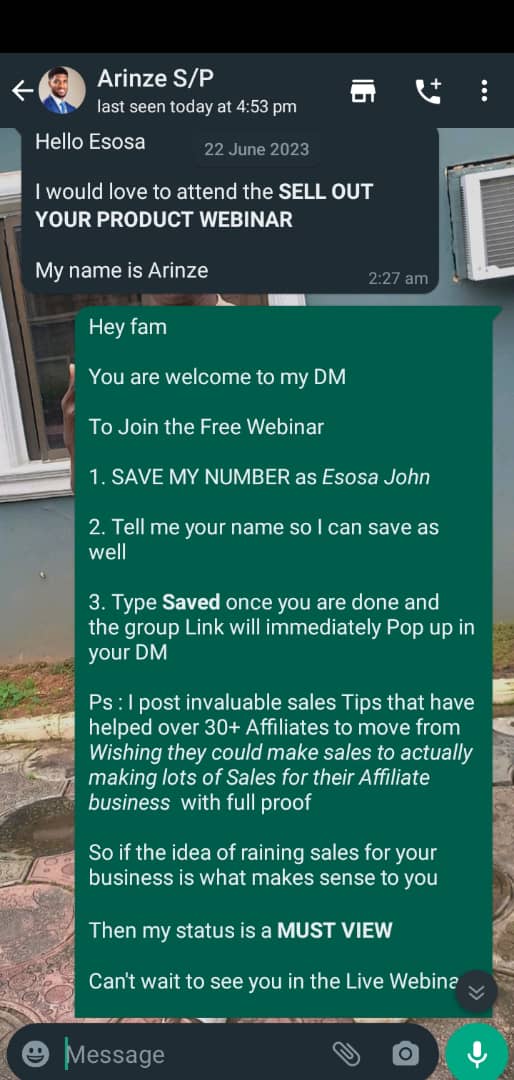 Arinze S/P
last seen today at 4:53 pm
Hello Esosa
22 June 2023
I would love to attend the SELL OUT
YOUR PRODUCT WEBINAR
My name is Arinze
2:27 am
Hey fam
You are welcome to my DM
To Join the Free Webinar
1. SAVE MY NUMBER as Esosa John
2. Tell me your name so I can save as
well
3. Type Saved once you are done and
the group Link will immediately Pop up in
your DM
Ps : I post invaluable sales Tips that have
helped over 30+ Affiliates to move from
Wishing they could make sales to actually
making lots of Sales for their Affiliate
business with full proof
So if the idea of raining sales for your
business is what makes sense to you
Then my status is a MUST VIEW
Can't wait to see you in the Live Webina
Message